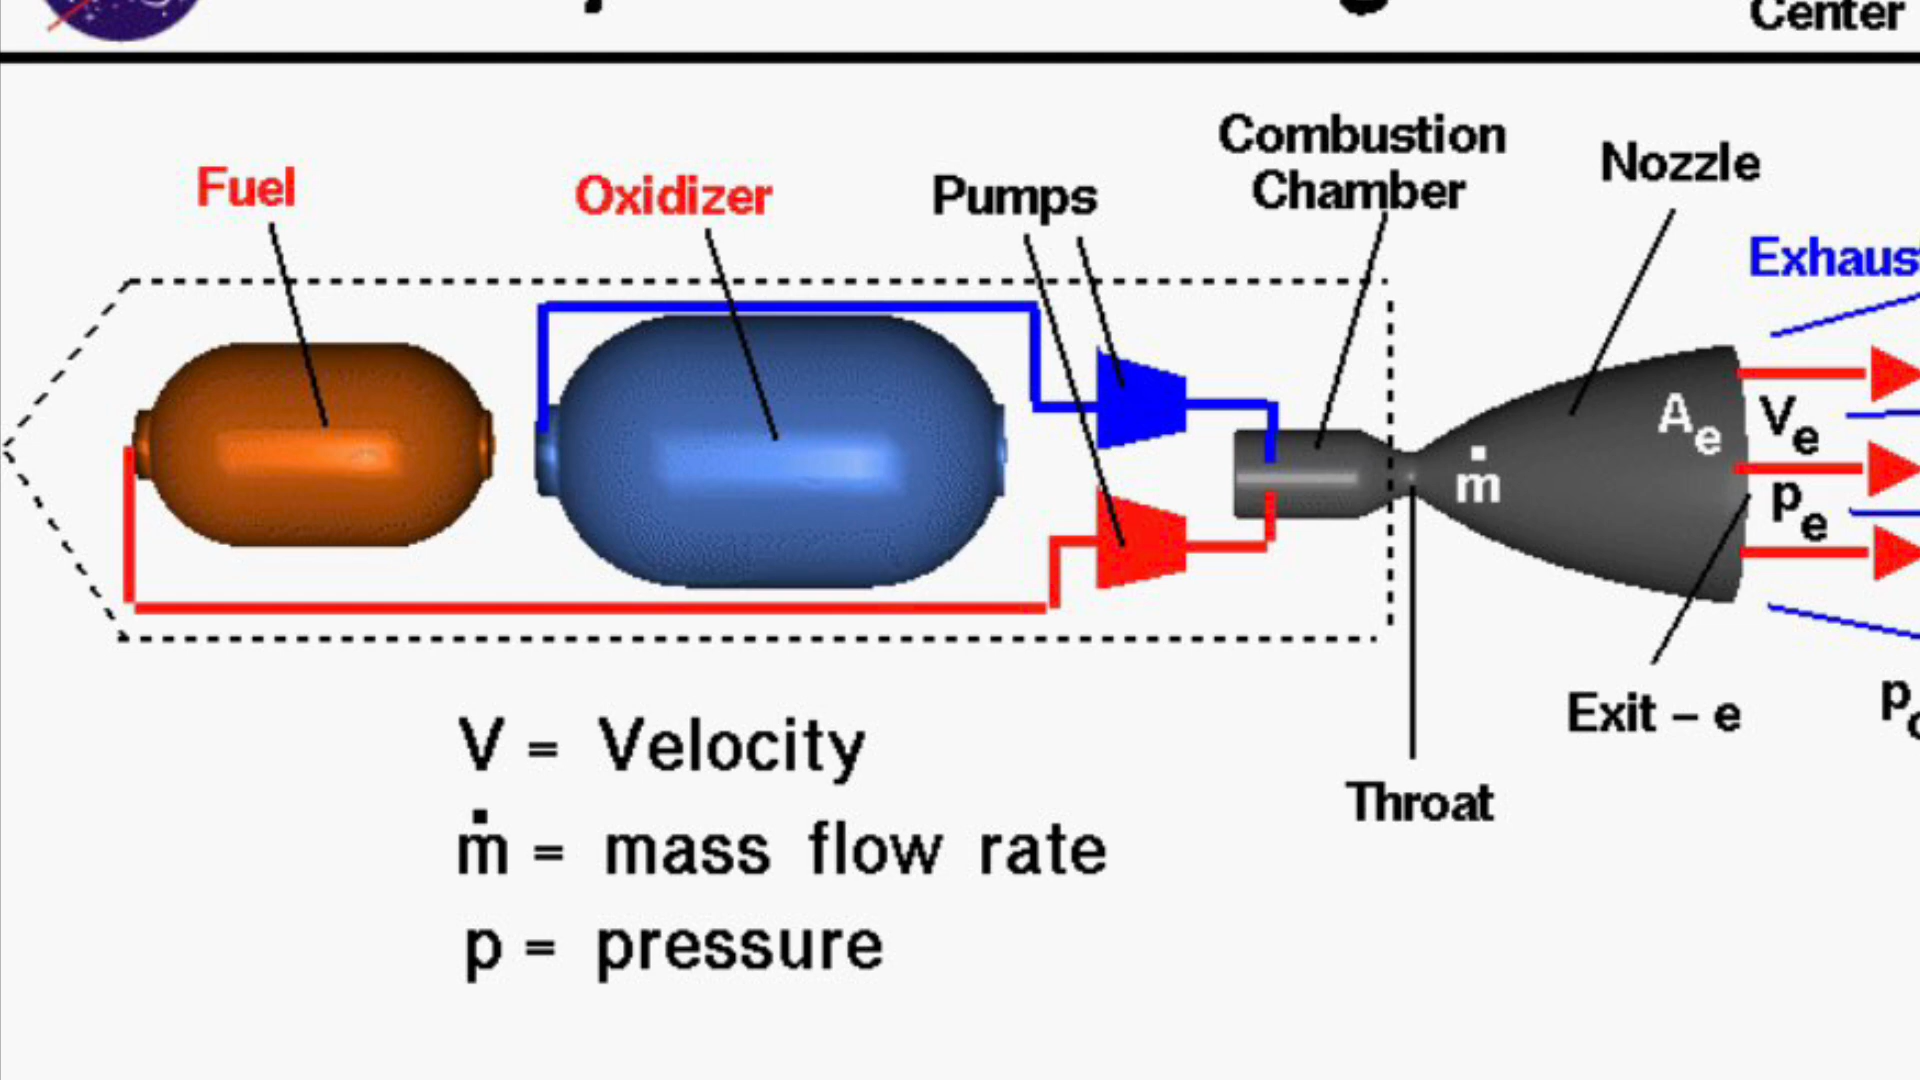 Center
Combustion
Chamber
Nozzle
Fuel
Oxidizer
Pumps
Exhaus
Ae
Ve
ṁ
pe
Exit – e
Throat
V = Velocity
ṁ = mass flow rate
p = pressure